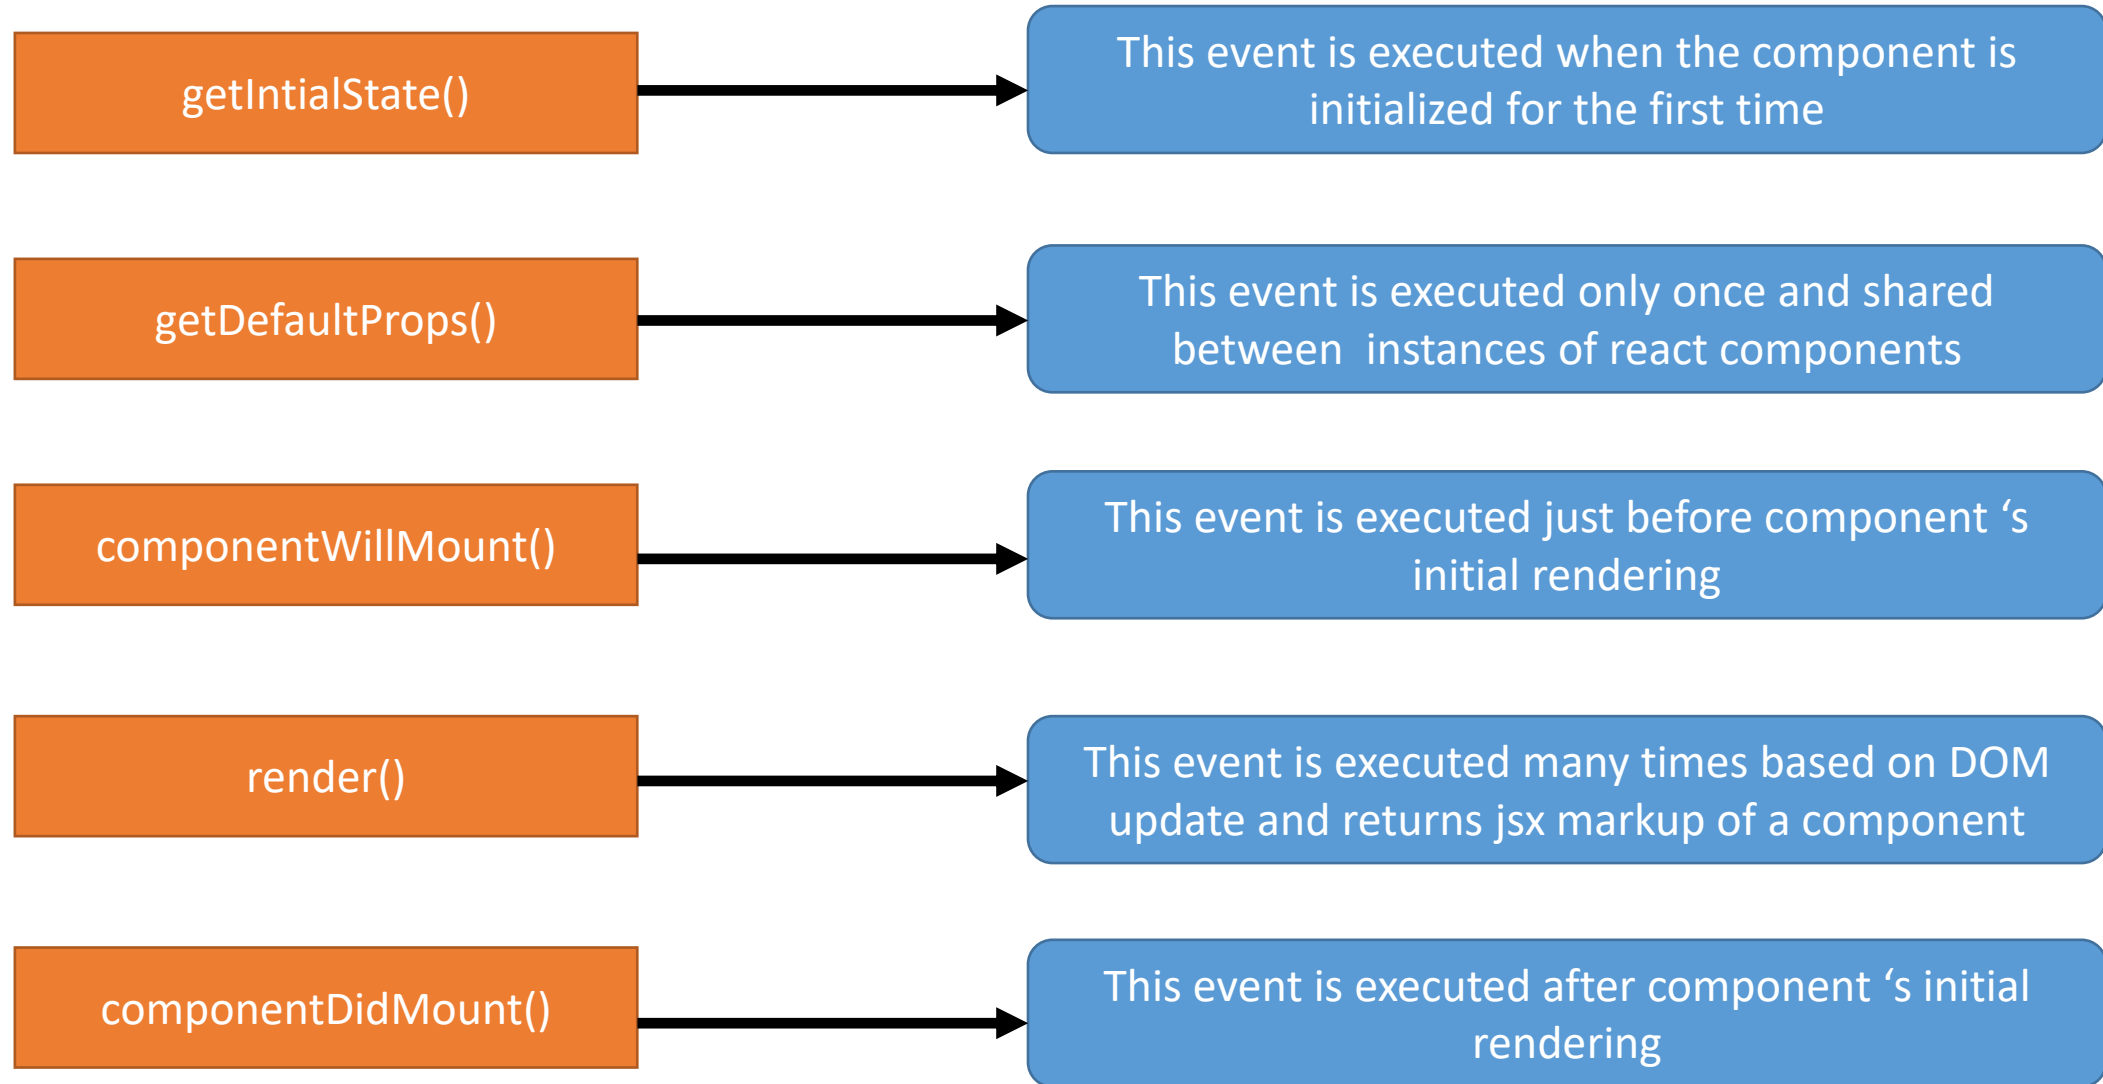 getIntialState()
This event is executed when the component is
initialized for the first time
getDefaultProps()
This event is executed only once and shared
between  instances of react components
componentWillMount()
This event is executed just before component ‘s
initial rendering
render()
This event is executed many times based on DOM
update and returns jsx markup of a component
componentDidMount()
This event is executed after component ‘s initial
rendering